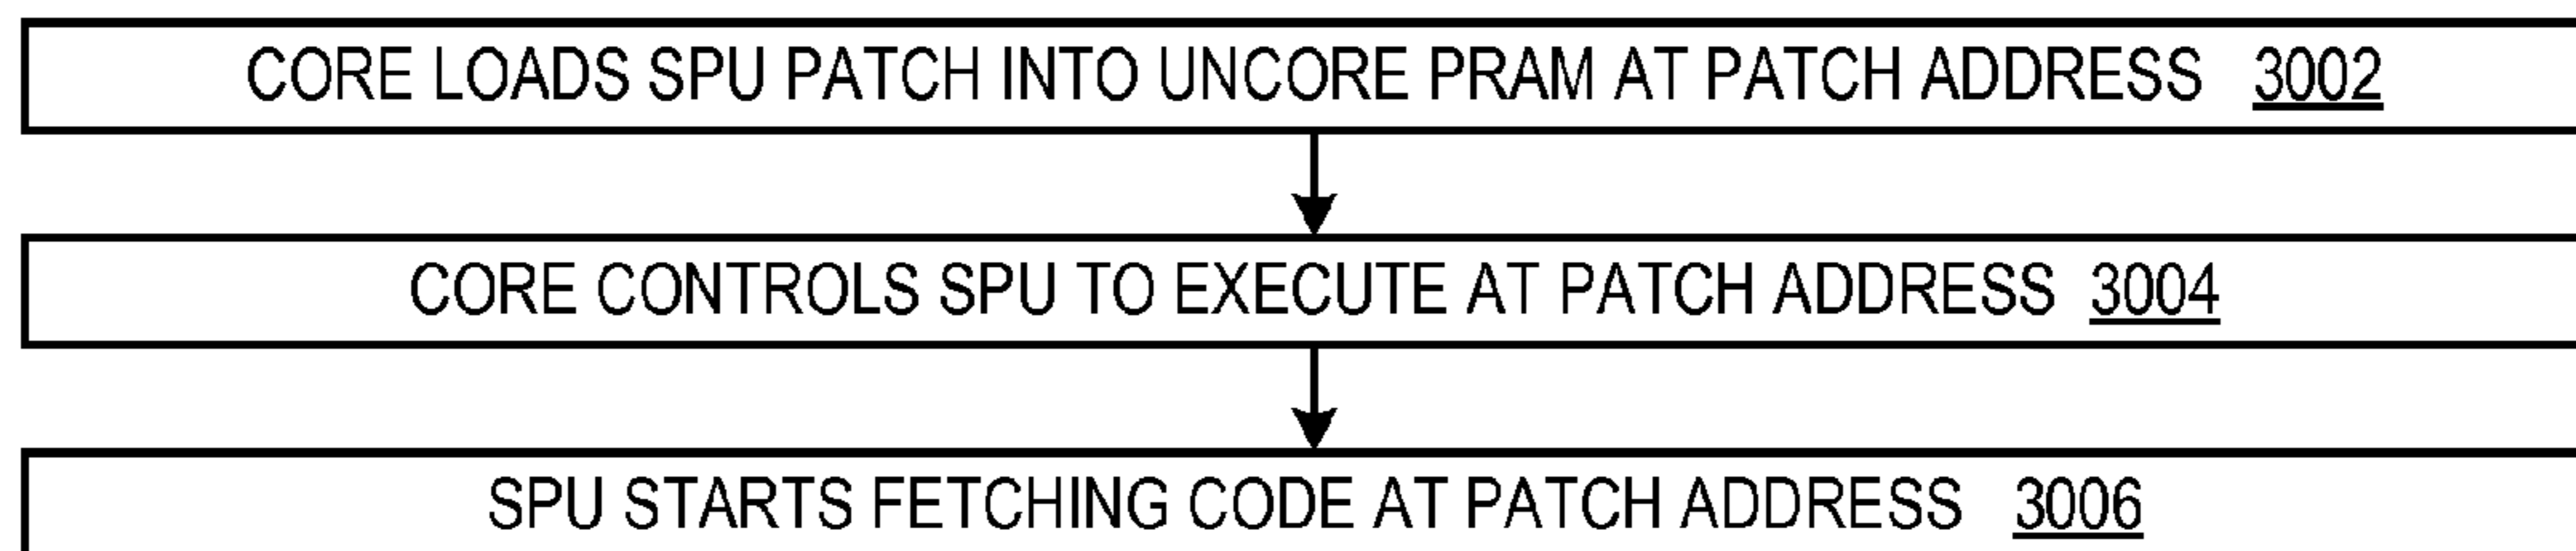 CORE LOADS SPU PATCH INTO UNCORE PRAM AT PATCH ADDRESS 3002
CORE CONTROLS SPU TO EXECUTE AT PATCH ADDRESS 3004
SPU STARTS FETCHING CODE AT PATCH ADDRESS 3006